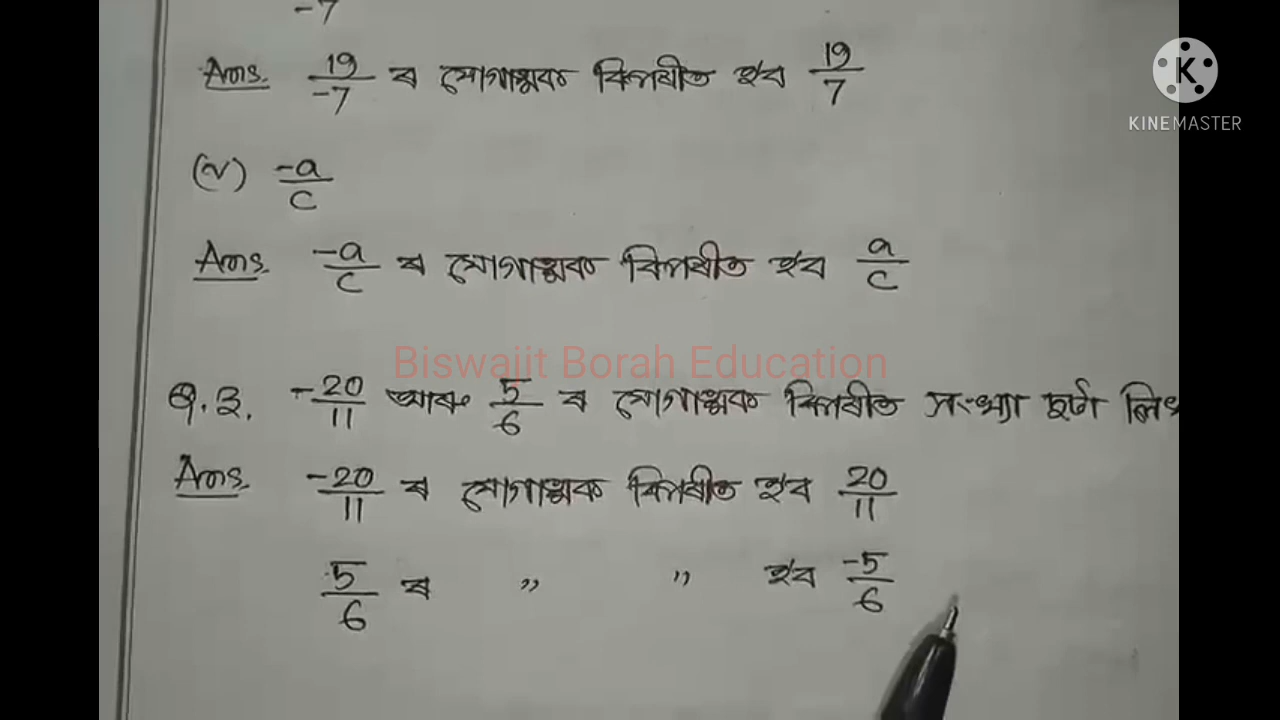 -7
Ans. 19/-7 ৰ যোগাত্মক বিপৰীত হ'ব 19/7
K
KINEMASTER
(v) -a/c
Ans. -a/c ৰ যোগাত্মক বিপৰীত হ'ব a/c
Biswajit Borah Education
Q.3. -20/11 আৰু 5/6 ৰ যোগাত্মক বিপৰীত সংখ্যা দুটা
Ans. -20/11 ৰ যোগাত্মক বিপৰীত হ'ব 20/11
5/6 ৰ " " হ'ব -5/6